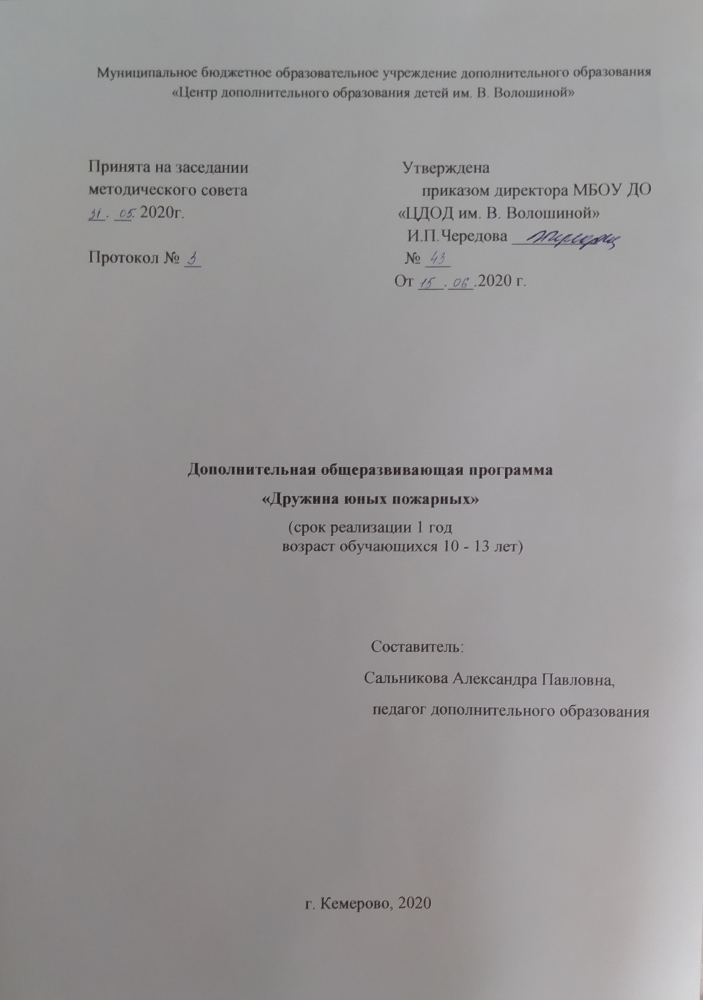 Муниципальное бюджетное образовательное учреждение дополнительного образования
«Центр дополнительного образования детей им. В. Волошиной»
Принята на заседании
методического совета
31. 05. 2020г.
Протокол № 3
Утверждена
приказом директора МБОУ ДО
«ЦДОД им. В. Волошиной»
И.П.Чередова
№ 43
От 15.06.2020 г.
Дополнительная общеразвивающая программа
«Дружина юных пожарных»
(срок реализации 1 год
возраст обучающихся 10 - 13 лет)
Составитель:
Сальникова Александра Павловна,
педагог дополнительного образования
г. Кемерово, 2020